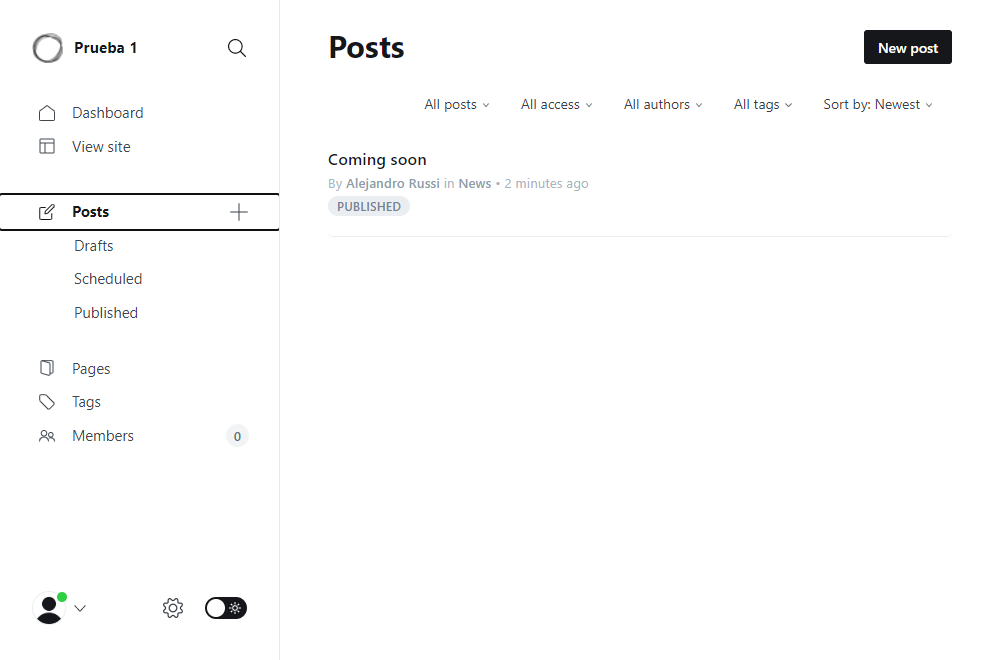 Prueba 1
Dashboard
View site
Posts
Drafts
Scheduled
Published
Pages
Tags
Members
0
Posts
New post
All posts
All access
All authors
All tags
Sort by: Newest
Coming soon
By Alejandro Russi in News • 2 minutes ago
PUBLISHED